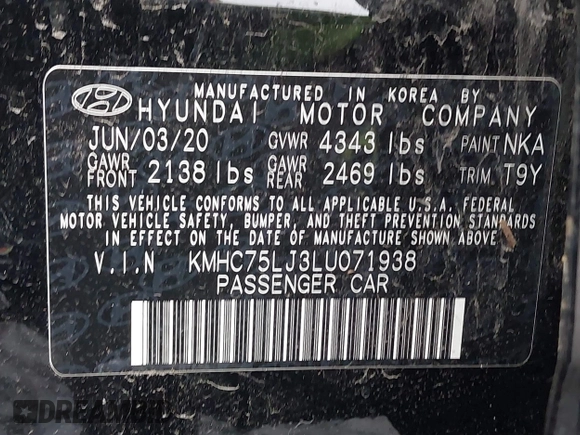 MANUFACTURED IN KOREA BY
HYUNDAI MOTOR COMPANY
JUN/03/20 GVWR 4343 lbs PAINT NKA
GAWR FRONT 2138 lbs GAWR REAR 2469 lbs TRIM T9Y
THIS VEHICLE CONFORMS TO ALL APPLICABLE U.S.A. FEDERAL
MOTOR VEHICLE SAFETY, BUMPER, AND THEFT PREVENTION STANDARDS
IN EFFECT ON THE DATE OF MANUFACTURE SHOWN ABOVE
V.I.N KMHC75LJ3LU071938
PASSENGER CAR